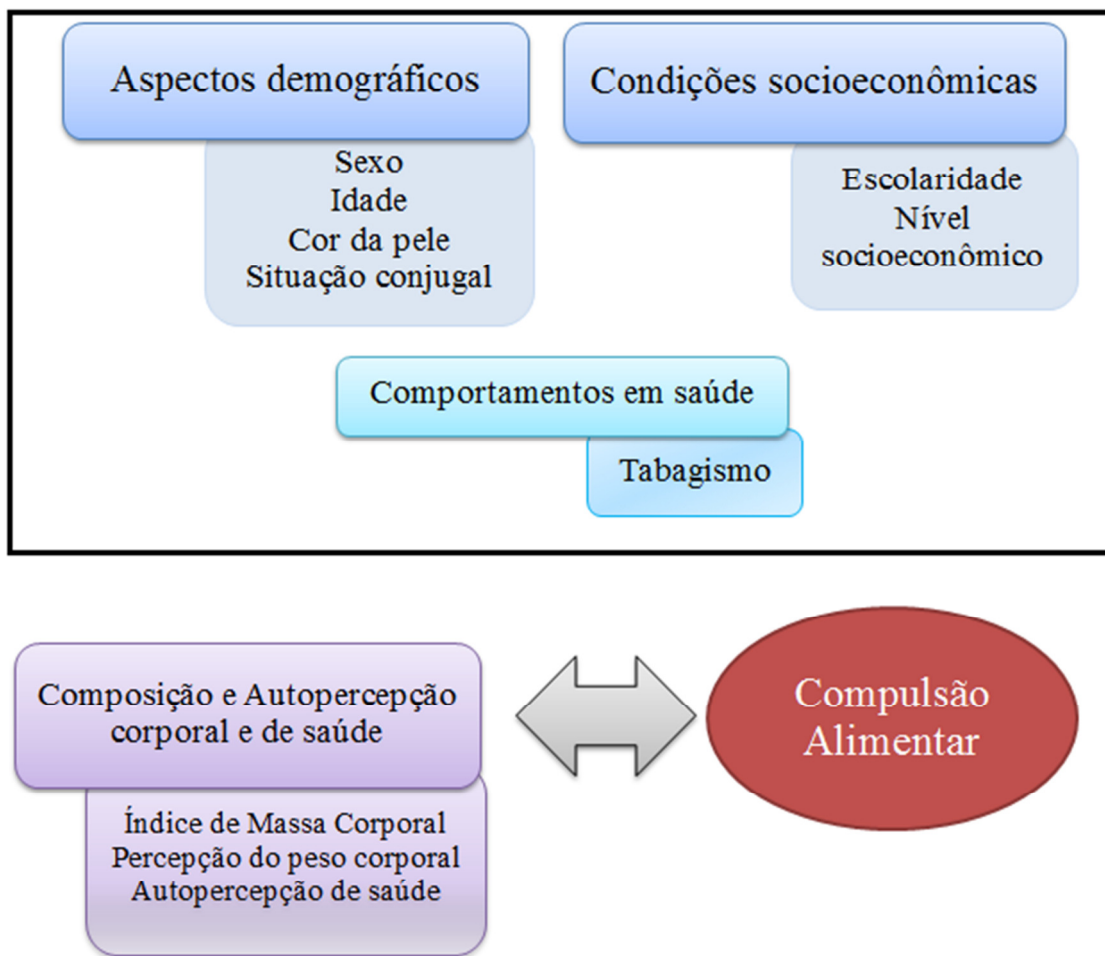 Aspectos demográficos
Sexo
Idade
Cor da pele
Situação conjugal
Condições socioeconômicas
Escolaridade
Nível
socioeconômico
Comportamentos em saúde
Tabagismo
Composição e Autopercepção
corporal e de saúde
Índice de Massa Corporal
Percepção do peso corporal
Autopercepção de saúde
Compulsão
Alimentar